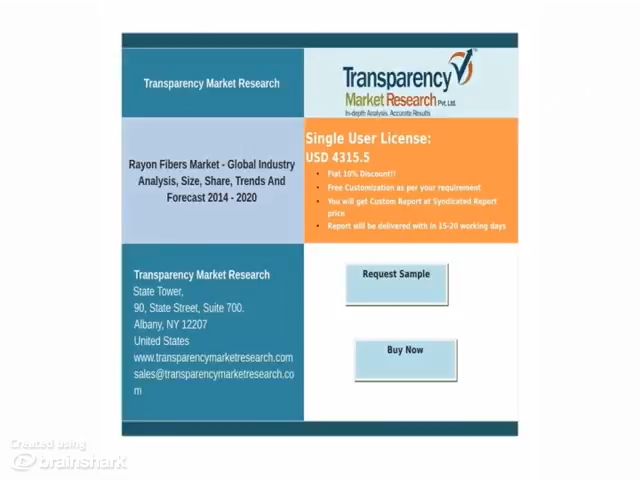 Transparency Market Research
Transparency
Market Research Pvt. Ltd.
In-depth Analysis, Accurate Results
Rayon Fibers Market - Global Industry
Analysis, Size, Share, Trends And
Forecast 2014 - 2020
Single User License:
USD 4315.5
• Flat 10% Discount!!
• Free Customization as per your requirement
• You will get Custom Report at Syndicated Report
price
• Report will be delivered with in 15-20 working days
Transparency Market Research
State Tower,
90, State Street, Suite 700.
Albany, NY 12207
United States
www.transparencymarketresearch.com
sales@transparencymarketresearch.co
m
Request Sample
Buy Now
Created using
brainshark